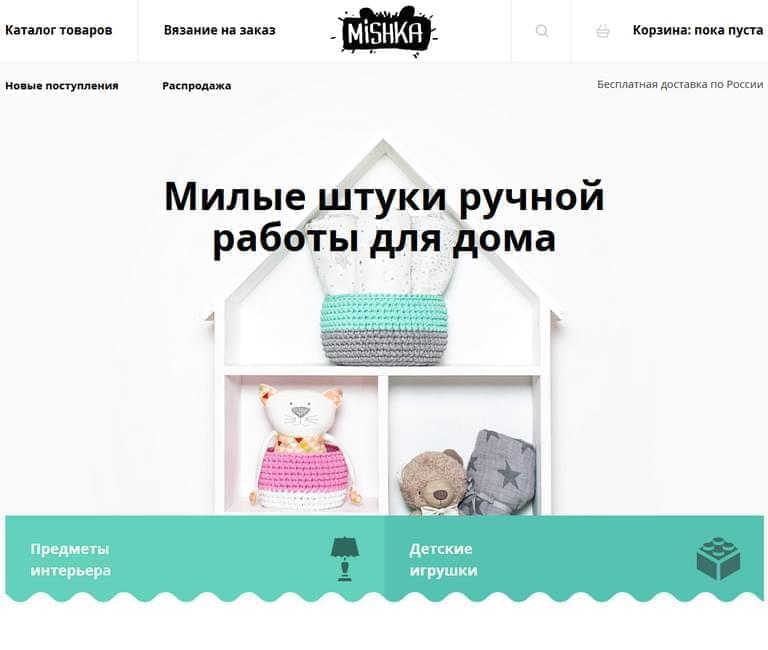 Каталог товаров
Вязание на заказ
MiSHKA
Корзина: пока пуста
Новые поступления
Распродажа
Бесплатная доставка по России
Милые штуки ручной
работы для дома
Предметы
интерьера
Детские
игрушки